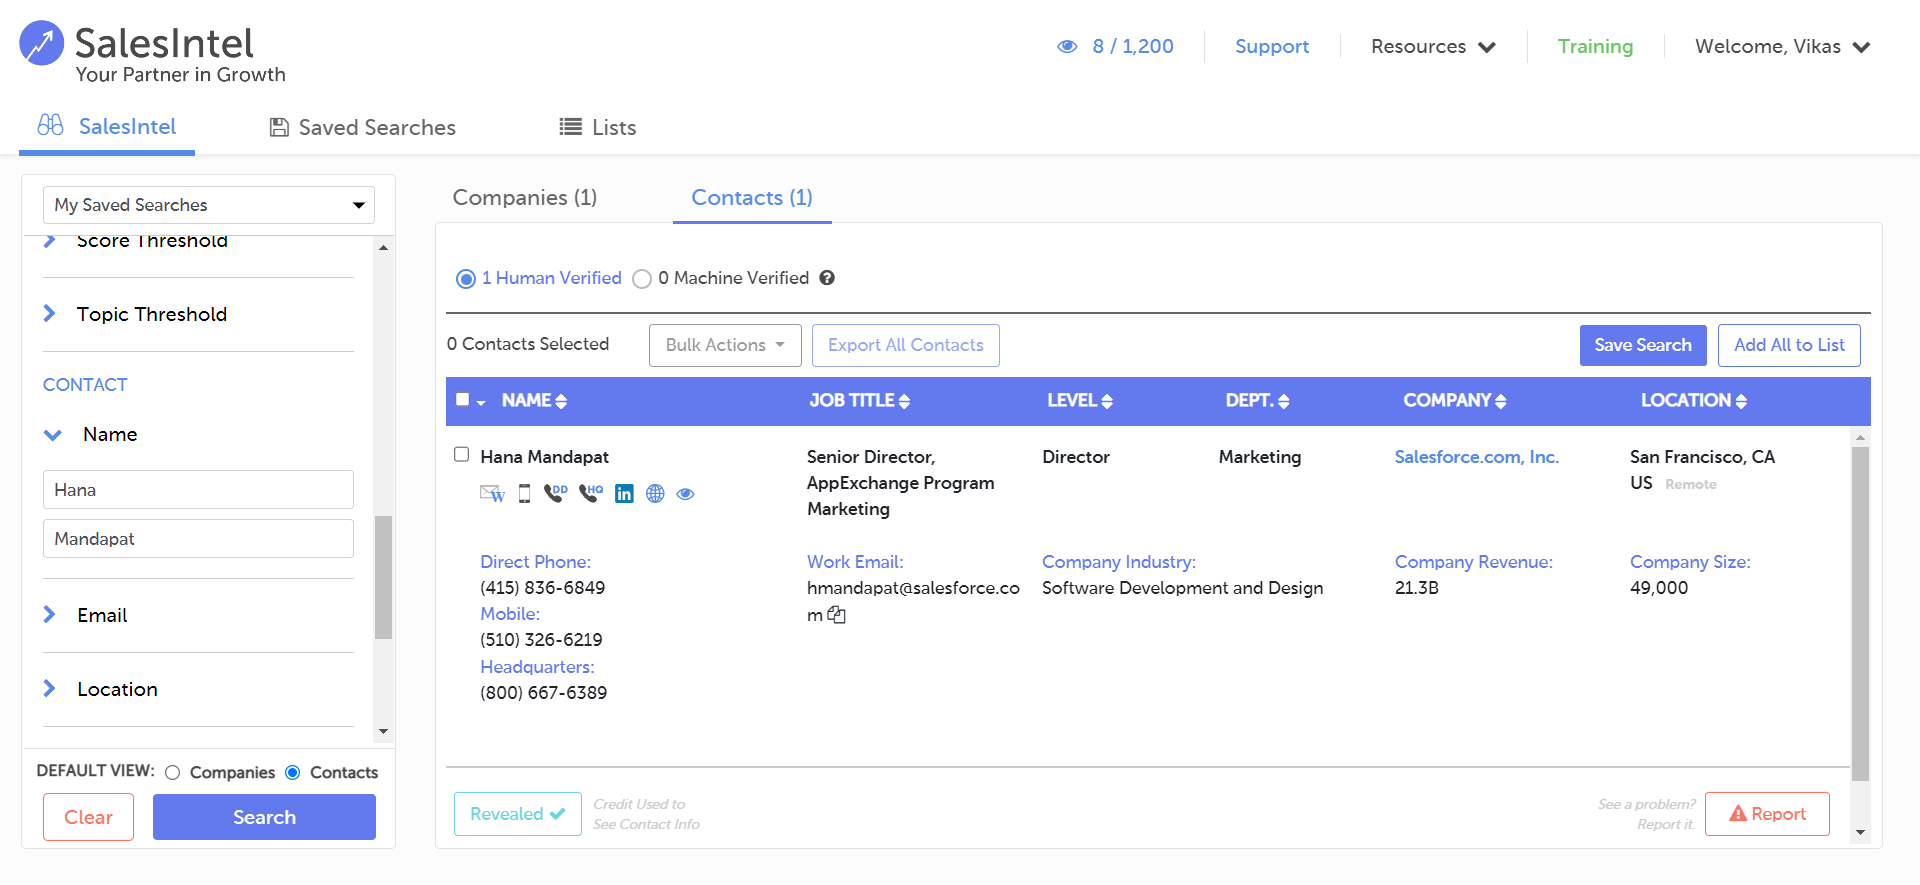 SalesIntel
Your Partner in Growth
8 / 1,200
Support
Resources
Training
Welcome, Vikas
SalesIntel
Saved Searches
Lists
My Saved Searches
Score Threshold
Topic Threshold
CONTACT
Name
Hana
Mandapat
Email
Location
DEFAULT VIEW: Companies Contacts
Clear
Search
Companies (1)
Contacts (1)
1 Human Verified 0 Machine Verified ?
0 Contacts Selected
Bulk Actions
Export All Contacts
Save Search
Add All to List
NAME JOB TITLE LEVEL DEPT. COMPANY LOCATION
Hana Mandapat
W DD HQ in
Senior Director,
AppExchange Program
Marketing
Director
Marketing
Salesforce.com, Inc.
San Francisco, CA
US Remote
Direct Phone:
(415) 836-6849
Mobile:
(510) 326-6219
Headquarters:
(800) 667-6389
Work Email:
hmandapat@salesforce.co
m
Company Industry:
Software Development and Design
Company Revenue:
21.3B
Company Size:
49,000
Revealed
Credit Used to
See Contact Info
See a problem?
Report it.
Report